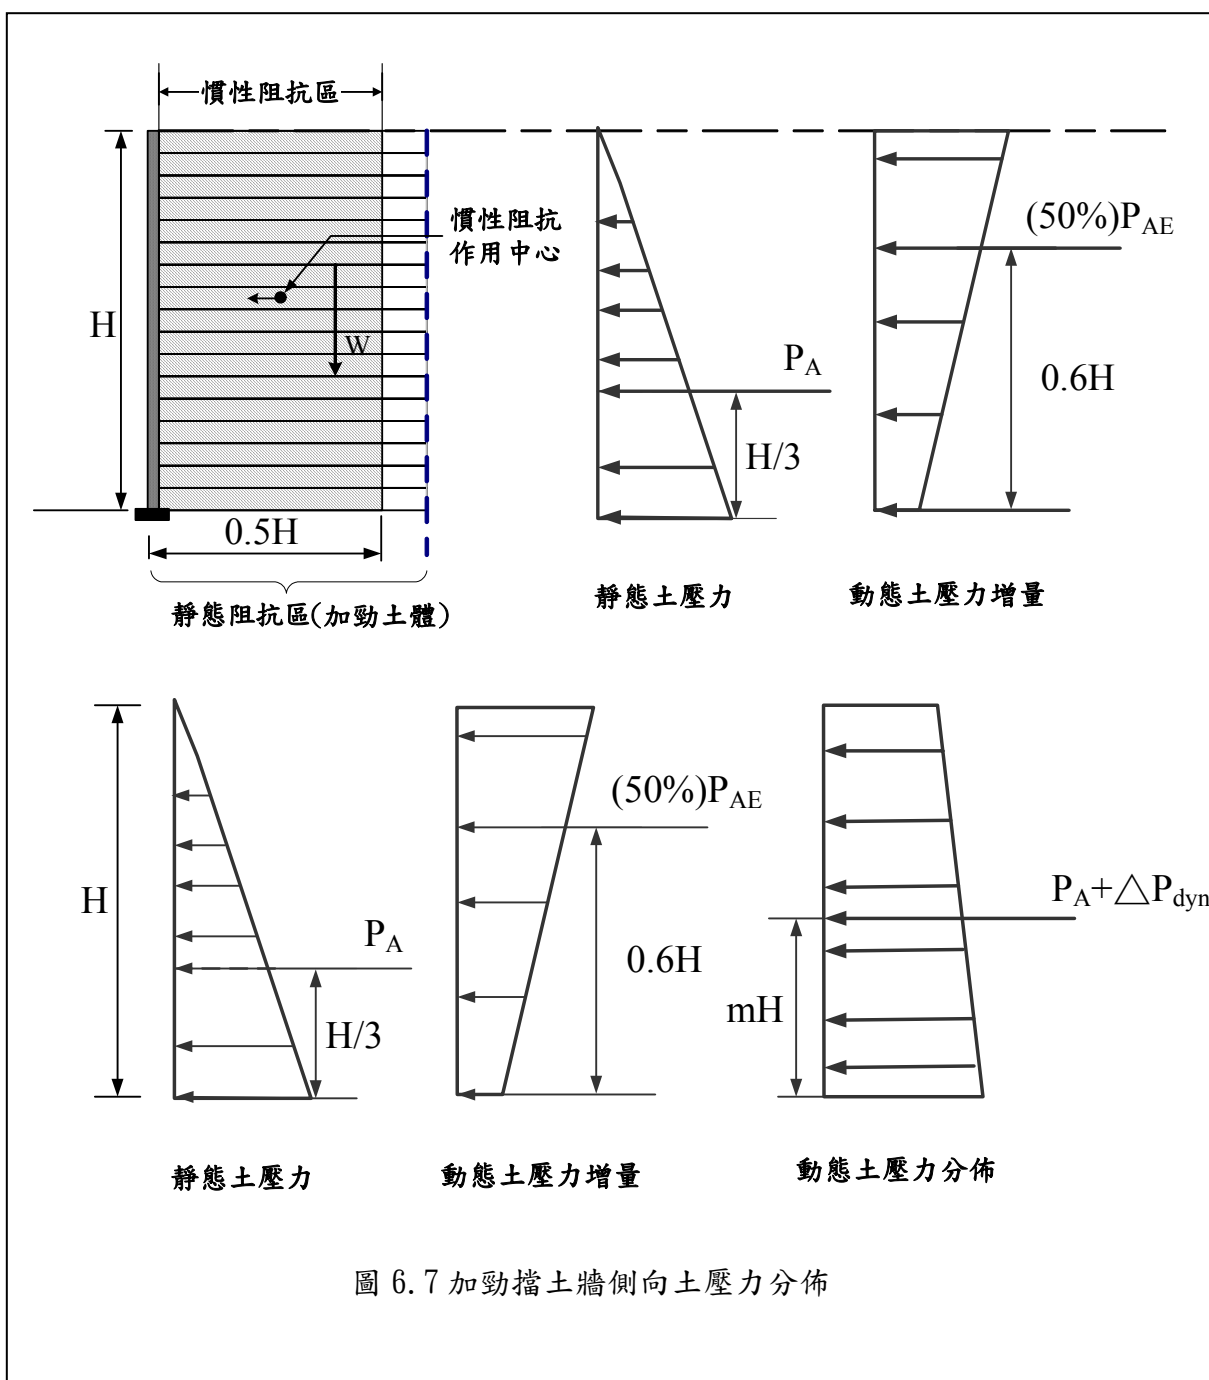 慣性阻抗區
慣性阻抗
作用中心
H
W
0.5H
靜態阻抗區(加勁土體)
P_A
H/3
靜態土壓力
(50%)P_AE
0.6H
動態土壓力增量
H
P_A
H/3
靜態土壓力
(50%)P_AE
0.6H
動態土壓力增量
P_A+△P_dyn
mH
動態土壓力分佈
圖 6.7 加勁擋土牆側向土壓力分佈